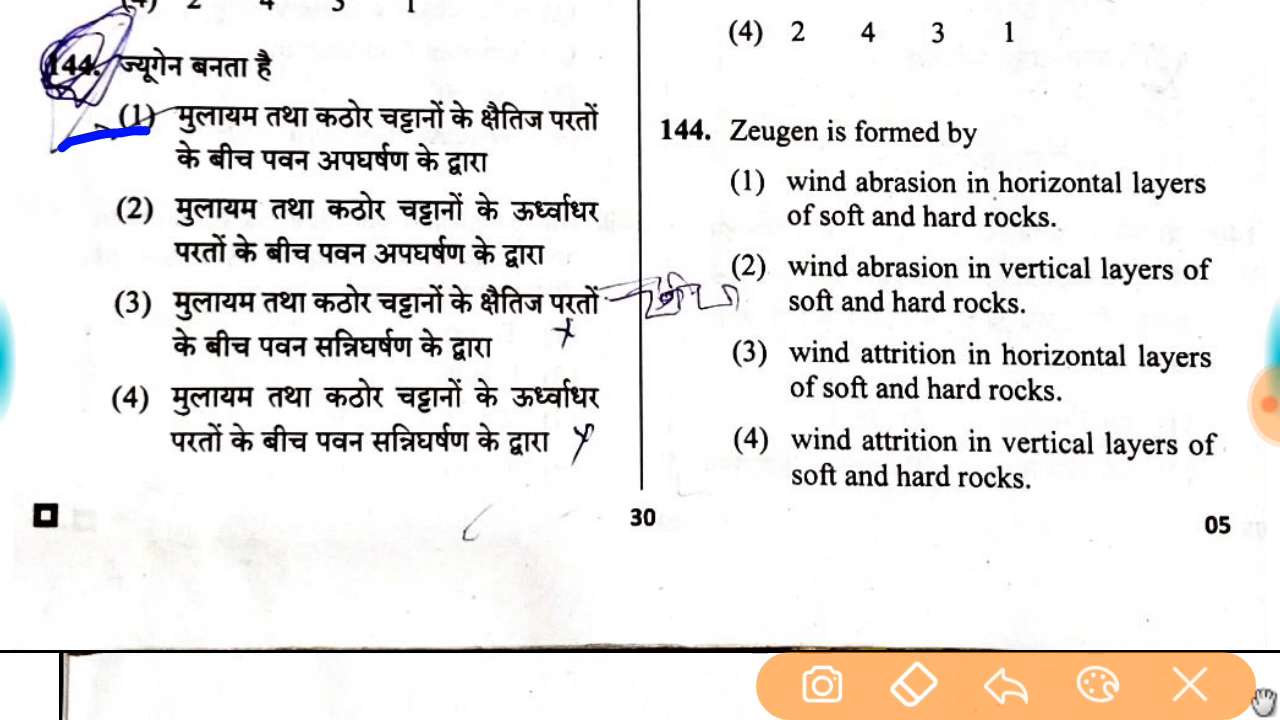 (4) 2 4 3 1
144. ज्यूगेन बनता है
(1) मुलायम तथा कठोर चट्टानों के क्षैतिज परतों
के बीच पवन अपघर्षण के द्वारा
(2) मुलायम तथा कठोर चट्टानों के ऊर्ध्वाधर
परतों के बीच पवन अपघर्षण के द्वारा
(3) मुलायम तथा कठोर चट्टानों के क्षैतिज परतों
के बीच पवन सन्निघर्षण के द्वारा
(4) मुलायम तथा कठोर चट्टानों के ऊर्ध्वाधर
परतों के बीच पवन सन्निघर्षण के द्वारा
(4) 2 4 3 1
144. Zeugen is formed by
(1) wind abrasion in horizontal layers
of soft and hard rocks.
(2) wind abrasion in vertical layers of
soft and hard rocks.
(3) wind attrition in horizontal layers
of soft and hard rocks.
(4) wind attrition in vertical layers of
soft and hard rocks.
30
05